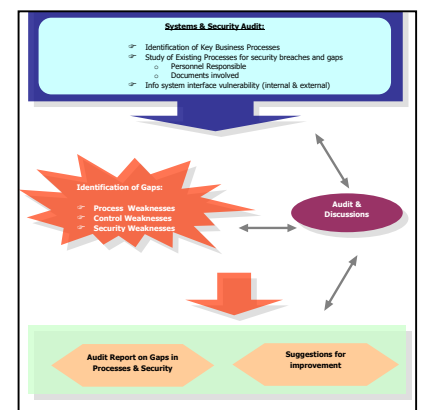 Systems & Security Audit:
☞ Identification of Key Business Processes
☞ Study of Existing Processes for security breaches and gaps
o Personnel Responsible
o Documents involved
☞ Info system interface vulnerability (internal & external)
Identification of Gaps:
☞ Process Weaknesses
☞ Control Weaknesses
☞ Security Weaknesses
Audit &
Discussions
Audit Report on Gaps in
Processes & Security
Suggestions for
improvement